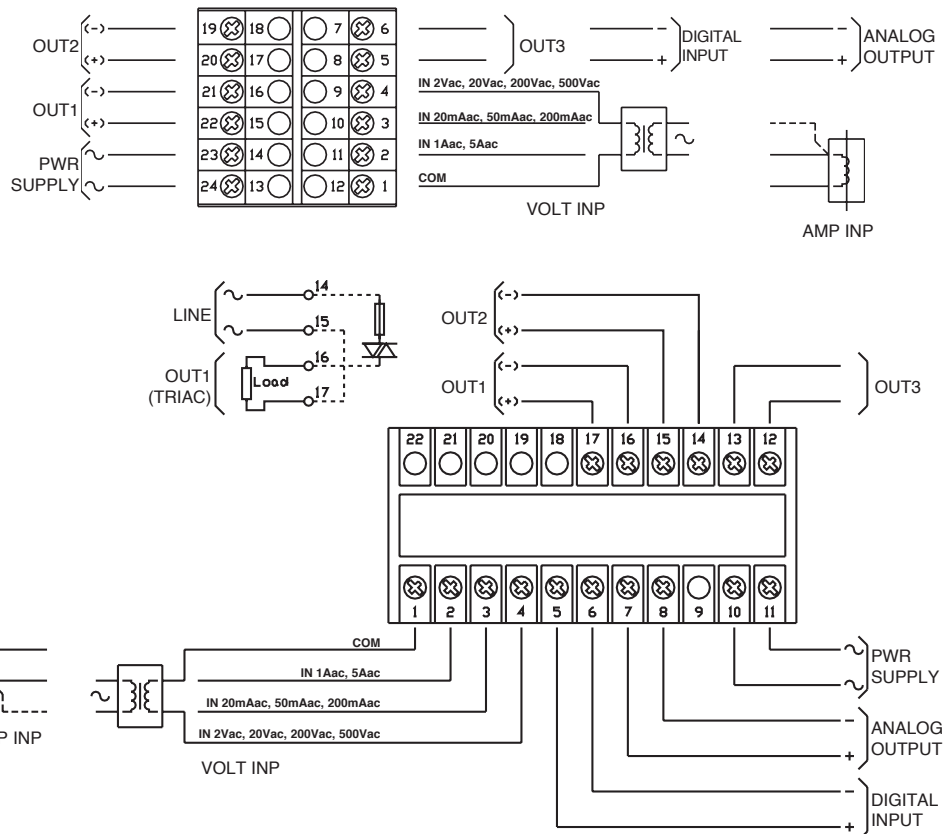 OUT2 (-) 19 18 7 6 - - DIGITAL INPUT - ANALOG OUTPUT
(+) 20 17 8 5 OUT3 + +
OUT1 (-) 21 16 9 4 IN 2Vac, 20Vac, 200Vac, 500Vac
(+) 22 15 10 3 IN 20mAac, 50mAac, 200mAac
PWR SUPPLY 23 14 11 2 IN 1Aac, 5Aac
24 13 12 1 COM
VOLT INP
AMP INP
LINE 14
15
OUT1 (TRIAC) Load 16
17
OUT2 (-)
(+)
OUT1 (-)
(+)
OUT3
22 21 20 19 18 17 16 15 14 13 12
1 2 3 4 5 6 7 8 9 10 11
COM
IN 1Aac, 5Aac
IN 20mAac, 50mAac, 200mAac
IN 2Vac, 20Vac, 200Vac, 500Vac
P INP
VOLT INP
PWR
SUPPLY
- ANALOG
+ OUTPUT
- DIGITAL
+ INPUT